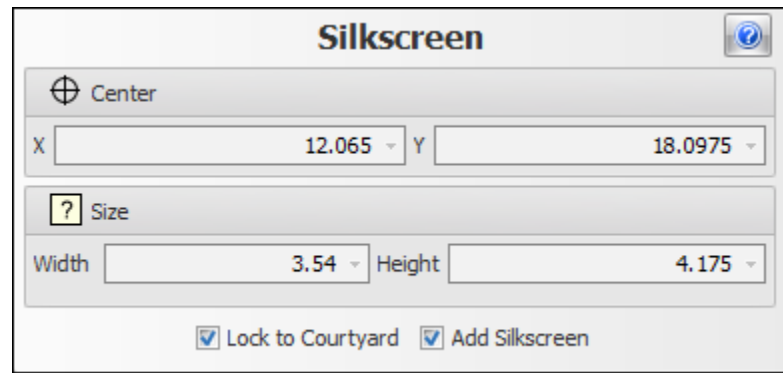 Silkscreen
?
Center
X 12.065 Y 18.0975
? Size
Width 3.54 Height 4.175
Lock to Courtyard Add Silkscreen